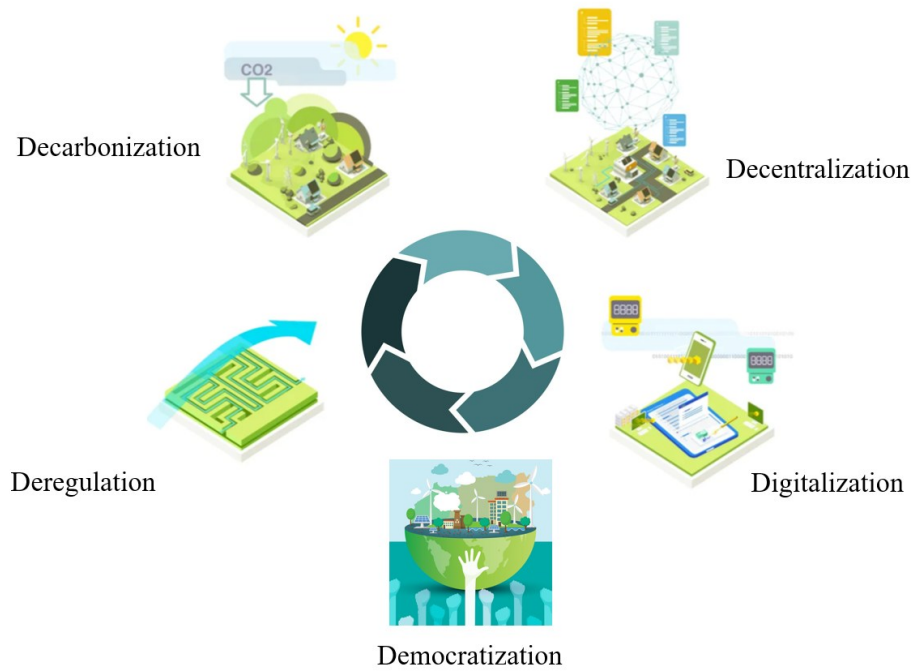 CO2
Decarbonization
Decentralization
Deregulation
Digitalization
Democratization